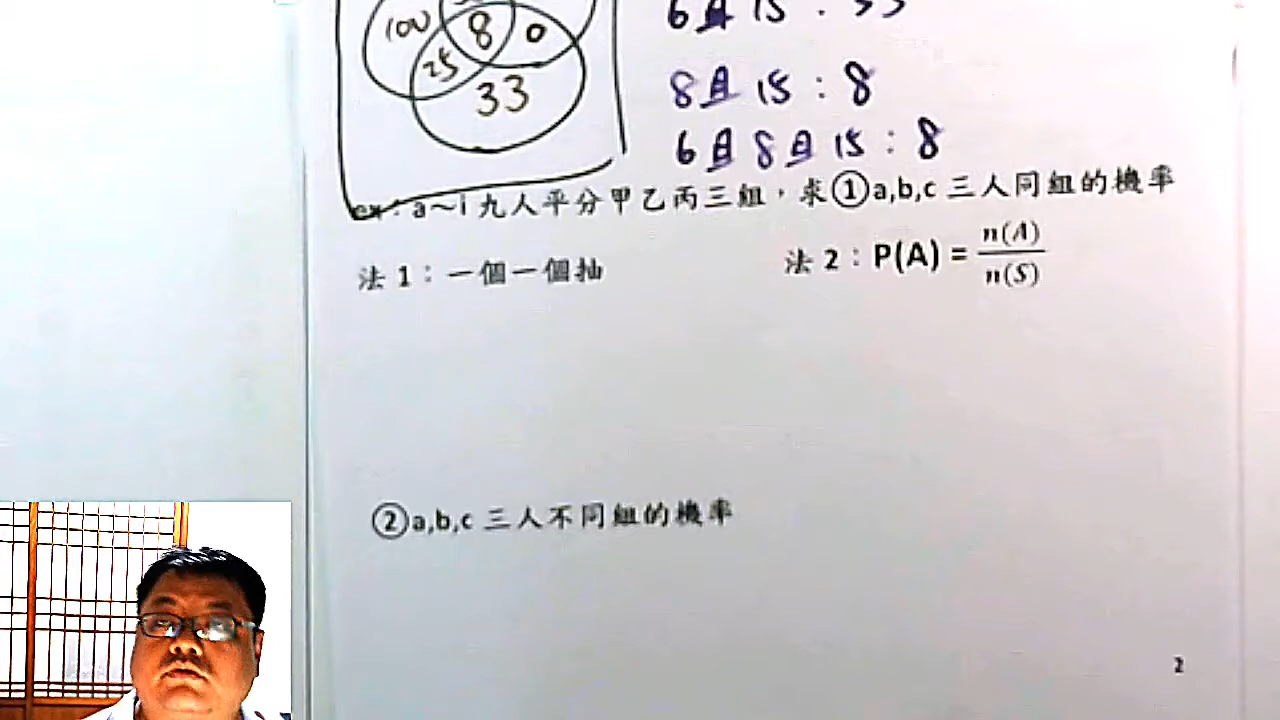 100 8 0
25
33
6且15:33
8且15:8
6且8且15:8
ex:a~i 九人平分甲乙丙三組,求①a,b,c 三人同組的機率
法 1:一個一個抽
法 2:P(A) = n(A)/n(S)
②a,b,c 三人不同組的機率
2